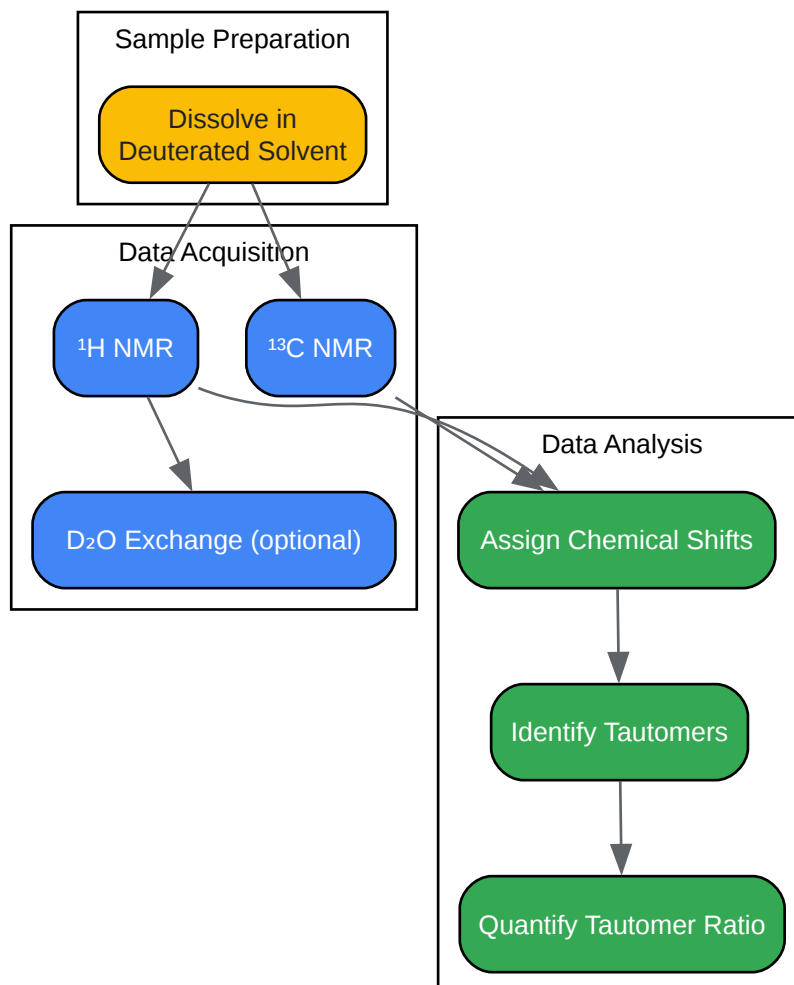 Sample Preparation
Dissolve in
Deuterated Solvent
Data Acquisition
¹H NMR
¹³C NMR
D₂O Exchange (optional)
Data Analysis
Assign Chemical Shifts
Identify Tautomers
Quantify Tautomer Ratio